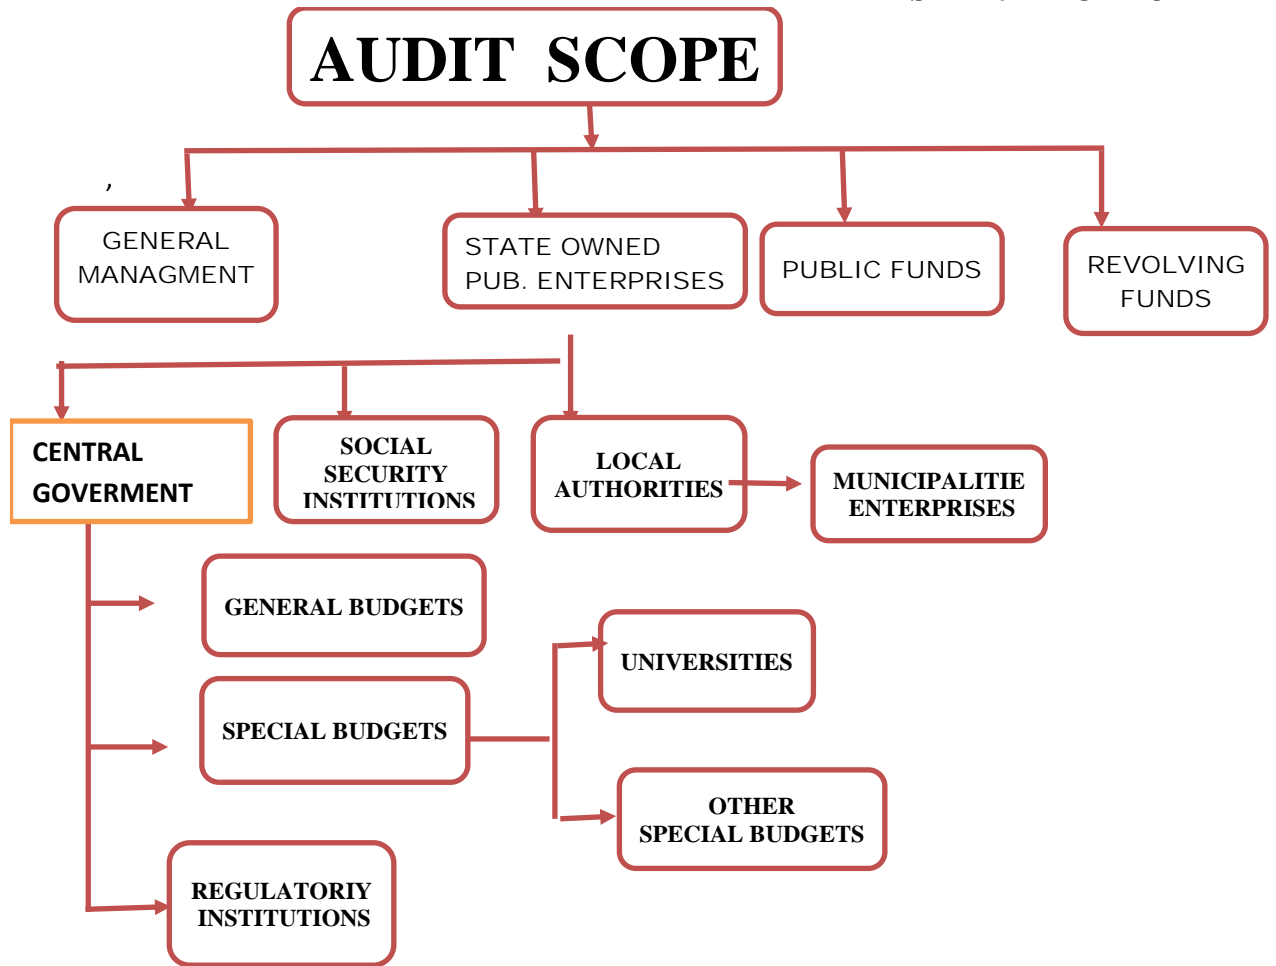 AUDIT SCOPE
,
GENERAL
MANAGMENT
STATE OWNED
PUB. ENTERPRISES
PUBLIC FUNDS
REVOLVING
FUNDS
CENTRAL
GOVERMENT
SOCIAL
SECURITY
INSTITUTIONS
LOCAL
AUTHORITIES
MUNICIPALITIE
ENTERPRISES
GENERAL BUDGETS
UNIVERSITIES
SPECIAL BUDGETS
OTHER
SPECIAL BUDGETS
REGULATORIY
INSTITUTIONS